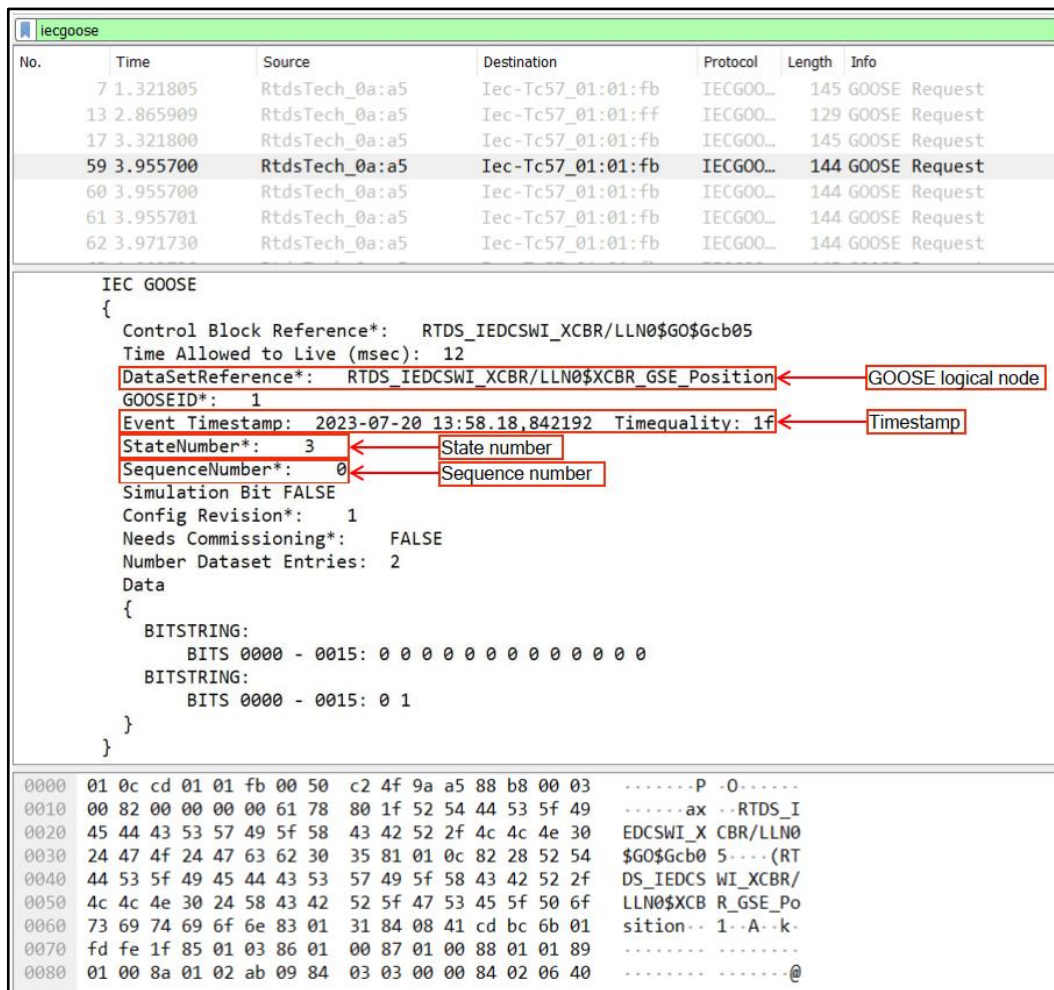 iecgoose
No. Time Source Destination Protocol Length Info
7 1.321805 RtdsTech_0a:a5 Iec-Tc57_01:01:fb IECGOO… 145 GOOSE Request
13 2.865909 RtdsTech_0a:a5 Iec-Tc57_01:01:ff IECGOO… 129 GOOSE Request
17 3.321800 RtdsTech_0a:a5 Iec-Tc57_01:01:fb IECGOO… 145 GOOSE Request
59 3.955700 RtdsTech_0a:a5 Iec-Tc57_01:01:fb IECGOO… 144 GOOSE Request
60 3.955700 RtdsTech_0a:a5 Iec-Tc57_01:01:fb IECGOO… 144 GOOSE Request
61 3.955701 RtdsTech_0a:a5 Iec-Tc57_01:01:fb IECGOO… 144 GOOSE Request
62 3.971730 RtdsTech_0a:a5 Iec-Tc57_01:01:fb IECGOO… 144 GOOSE Request
IEC GOOSE
{
Control Block Reference*: RTDS_IEDCSWI_XCBR/LLN0$GO$Gcb05
Time Allowed to Live (msec): 12
DataSetReference*: RTDS_IEDCSWI_XCBR/LLN0$XCBR_GSE_Position GOOSE logical node
GOOSEID*: 1
Event Timestamp: 2023-07-20 13:58.18,842192 Timequality: 1f Timestamp
StateNumber*: 3 State number
SequenceNumber*: 0 Sequence number
Simulation Bit FALSE
Config Revision*: 1
Needs Commissioning*: FALSE
Number Dataset Entries: 2
Data
{
BITSTRING:
BITS 0000 - 0015: 0 0 0 0 0 0 0 0 0 0 0 0 0
BITSTRING:
BITS 0000 - 0015: 0 1
}
}
0000 01 0c cd 01 01 fb 00 50 c2 4f 9a a5 88 b8 00 03 ·······P ·O······
0010 00 82 00 00 00 00 61 78 80 1f 52 54 44 53 5f 49 ······ax ··RTDS_I
0020 45 44 43 53 57 49 5f 58 43 42 52 2f 4c 4c 4e 30 EDCSWI_X CBR/LLN0
0030 24 47 4f 24 47 63 62 30 35 81 01 0c 82 28 52 54 $GO$Gcb0 5····(RT
0040 44 53 5f 49 45 44 43 53 57 49 5f 58 43 42 52 2f DS_IEDCS WI_XCBR/
0050 4c 4c 4e 30 24 58 43 42 52 5f 47 53 45 5f 50 6f LLN0$XCB R_GSE_Po
0060 73 69 74 69 6f 6e 83 01 31 84 08 41 cd bc 6b 01 sition·· 1··A··k·
0070 fd fe 1f 85 01 03 86 01 00 87 01 00 88 01 01 89 ········ ········
0080 01 00 8a 01 02 ab 09 84 03 03 00 00 84 02 06 40 ········ ·······@